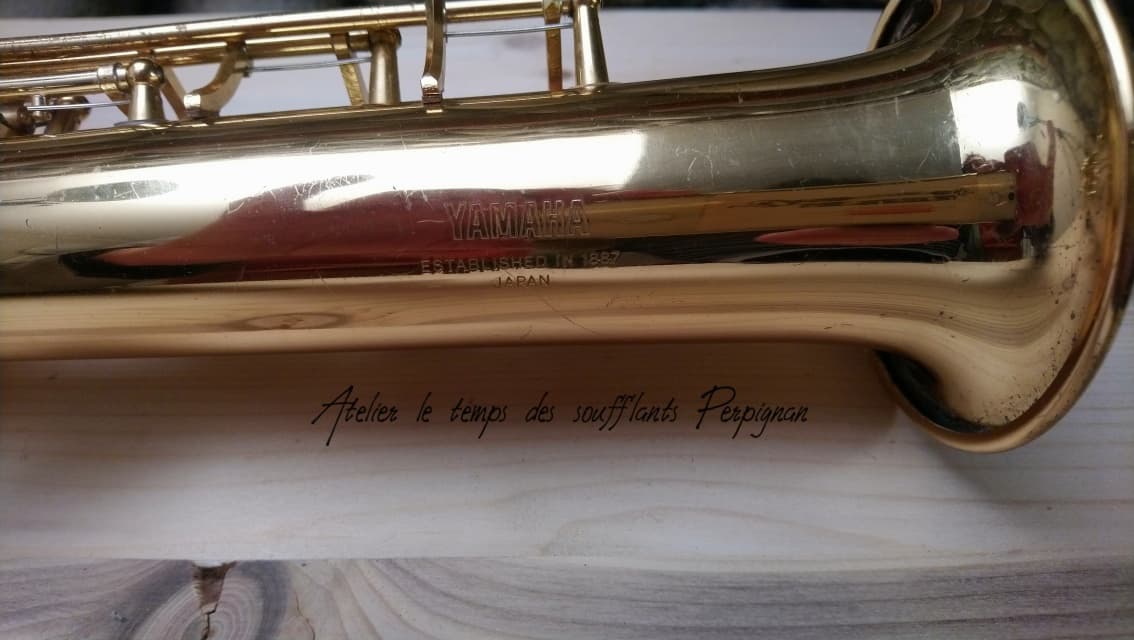 YAMAHA
ESTABLISHED IN 1887
JAPAN
Atelier le temps des soufflants Perpignan